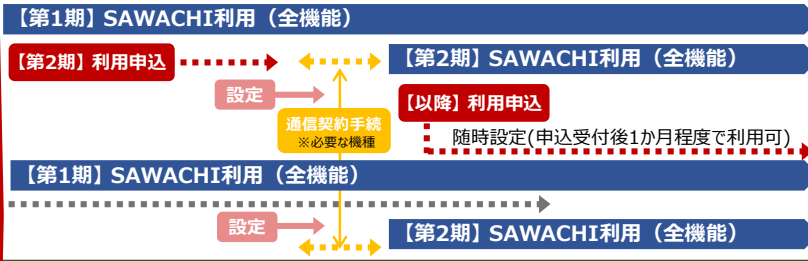 【第1期】SAWACHI利用（全機能）
【第2期】利用申込
【第2期】SAWACHI利用（全機能）
設定
通信契約手続
※必要な機種
【以降】利用申込
随時設定(申込受付後1か月程度で利用可)
【第1期】SAWACHI利用（全機能）
設定
【第2期】SAWACHI利用（全機能）